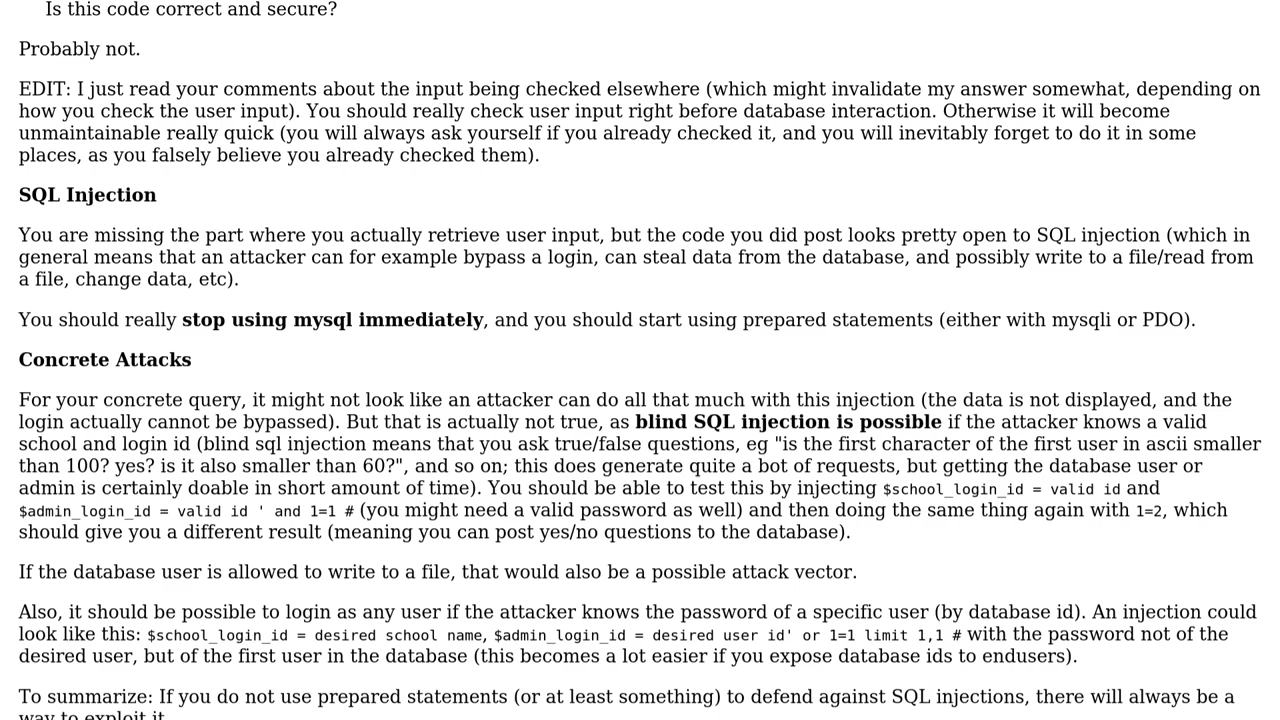 Is this code correct and secure?
Probably not.
EDIT: I just read your comments about the input being checked elsewhere (which might invalidate my answer somewhat, depending on
how you check the user input). You should really check user input right before database interaction. Otherwise it will become
unmaintainable really quick (you will always ask yourself if you already checked it, and you will inevitably forget to do it in some
places, as you falsely believe you already checked them).
SQL Injection
You are missing the part where you actually retrieve user input, but the code you did post looks pretty open to SQL injection (which in
general means that an attacker can for example bypass a login, can steal data from the database, and possibly write to a file/read from
a file, change data, etc).
You should really stop using mysql immediately, and you should start using prepared statements (either with mysqli or PDO).
Concrete Attacks
For your concrete query, it might not look like an attacker can do all that much with this injection (the data is not displayed, and the
login actually cannot be bypassed). But that is actually not true, as blind SQL injection is possible if the attacker knows a valid
school and login id (blind sql injection means that you ask true/false questions, eg "is the first character of the first user in ascii smaller
than 100? yes? is it also smaller than 60?", and so on; this does generate quite a bot of requests, but getting the database user or
admin is certainly doable in short amount of time). You should be able to test this by injecting $school_login_id = valid id and
$admin_login_id = valid id ' and 1=1 # (you might need a valid password as well) and then doing the same thing again with 1=2, which
should give you a different result (meaning you can post yes/no questions to the database).
If the database user is allowed to write to a file, that would also be a possible attack vector.
Also, it should be possible to login as any user if the attacker knows the password of a specific user (by database id). An injection could
look like this: $school_login_id = desired school name, $admin_login_id = desired user id' or 1=1 limit 1,1 # with the password not of the
desired user, but of the first user in the database (this becomes a lot easier if you expose database ids to endusers).
To summarize: If you do not use prepared statements (or at least something) to defend against SQL injections, there will always be a
way to exploit it